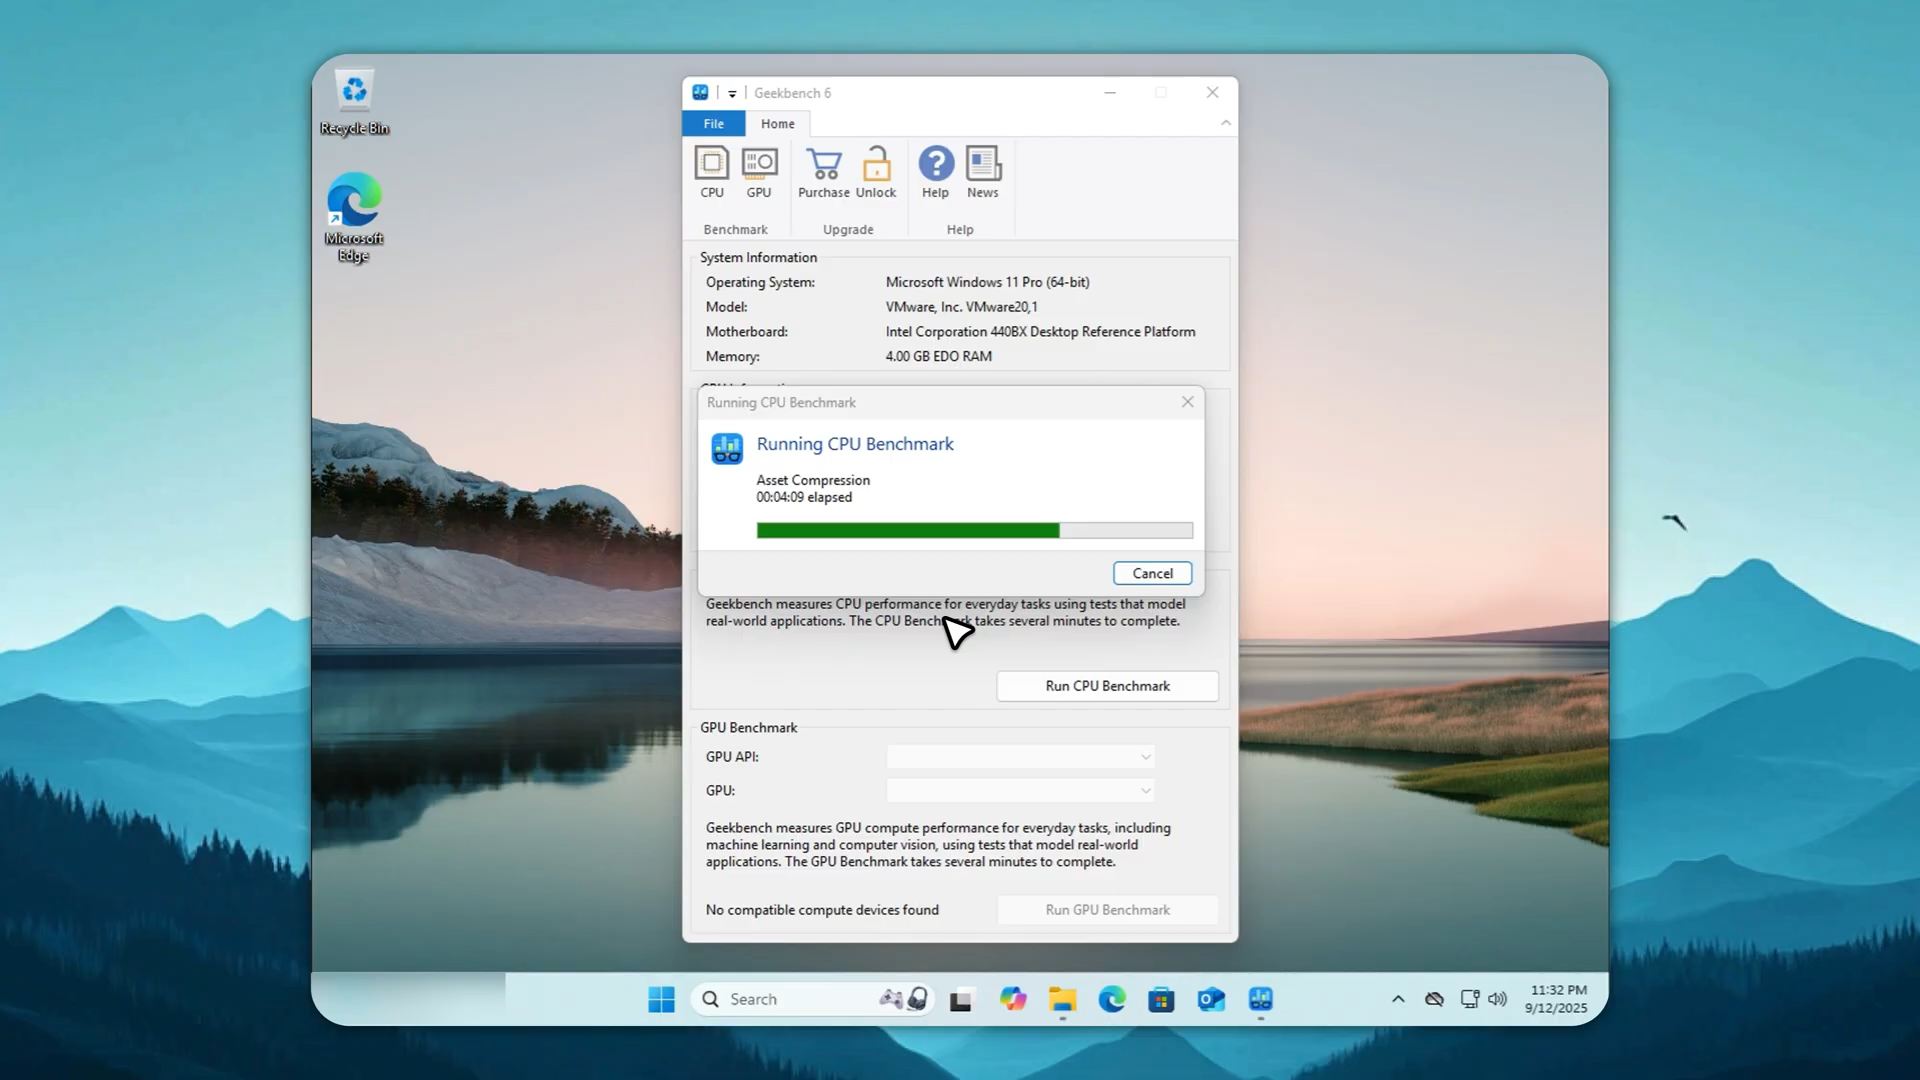 Recycle Bin
Microsoft
Edge
Geekbench 6
File
Home
CPU
GPU
Purchase
Unlock
Help
News
Benchmark
Upgrade
Help
System Information
Operating System:
Microsoft Windows 11 Pro (64-bit)
Model:
VMware, Inc. VMware20,1
Motherboard:
Intel Corporation 440BX Desktop Reference Platform
Memory:
4.00 GB EDO RAM
Running CPU Benchmark
Running CPU Benchmark
Asset Compression
00:04:09 elapsed
Cancel
Geekbench measures CPU performance for everyday tasks using tests that model
real-world applications. The CPU Benchmark takes several minutes to complete.
Run CPU Benchmark
GPU Benchmark
GPU API:
GPU:
Geekbench measures GPU compute performance for everyday tasks, including
machine learning and computer vision, using tests that model real-world
applications. The GPU Benchmark takes several minutes to complete.
No compatible compute devices found
Run GPU Benchmark
Search
11:32 PM
9/12/2025